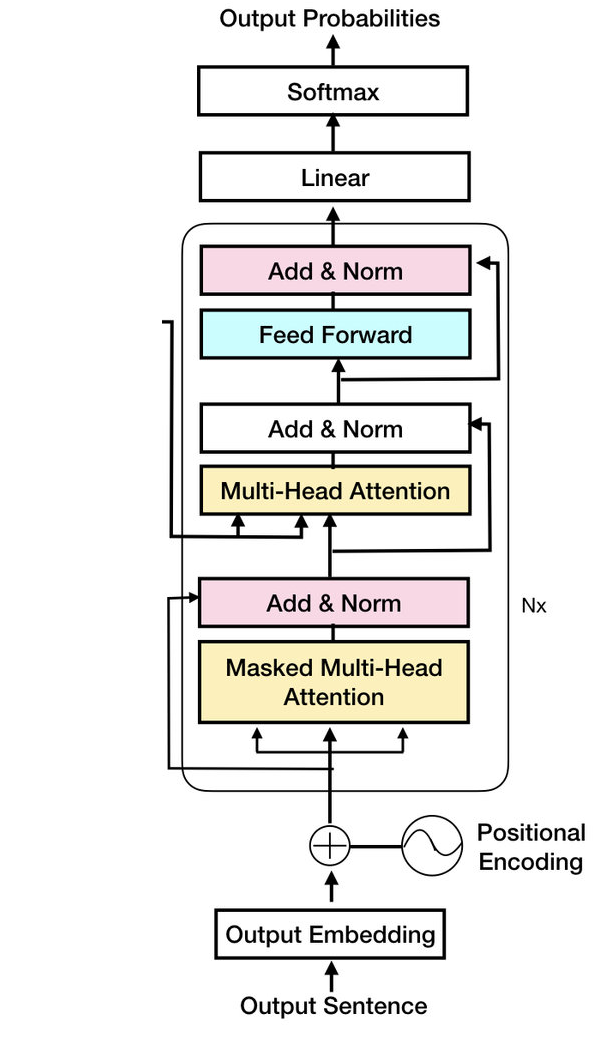 Output Probabilities
Softmax
Linear
Add & Norm
Feed Forward
Add & Norm
Multi-Head Attention
Add & Norm
Nx
Masked Multi-Head
Attention
Positional
Encoding
Output Embedding
Output Sentence